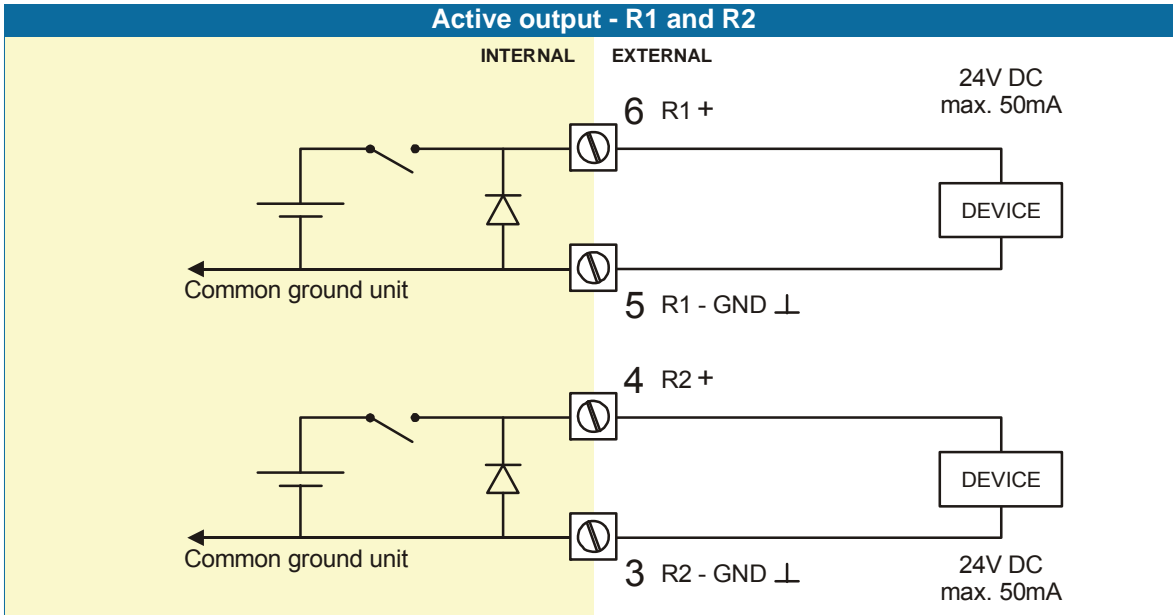 Active output - R1 and R2
INTERNAL EXTERNAL
24V DC
max. 50mA
6 R1 +
DEVICE
Common ground unit
5 R1 - GND ⊥
4 R2 +
DEVICE
Common ground unit
3 R2 - GND ⊥
24V DC
max. 50mA